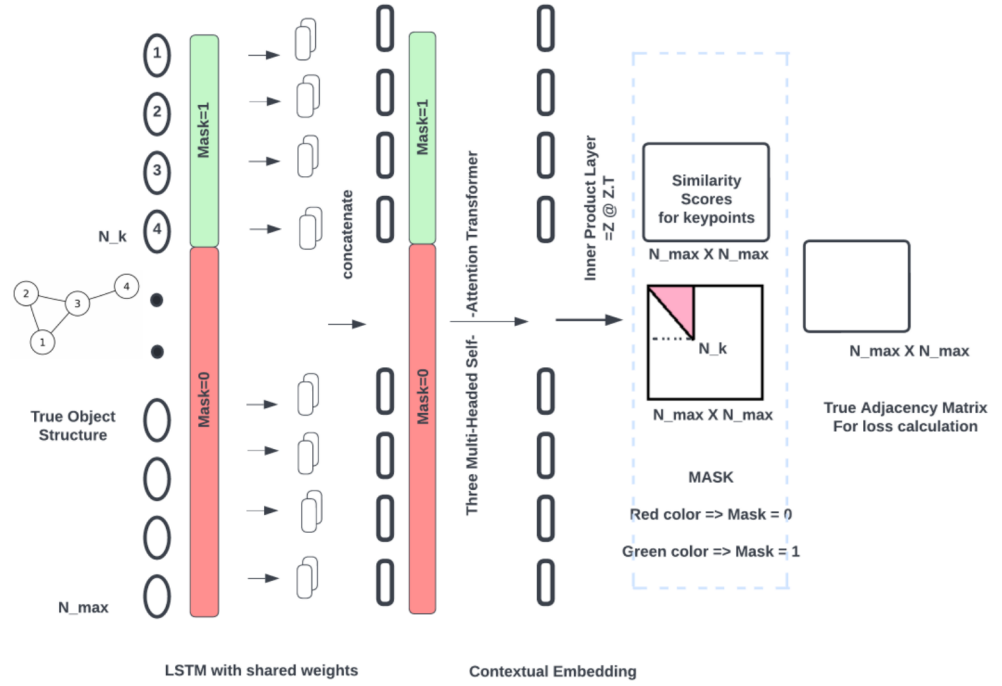 1
2
3
4
N_k
Mask=1
Mask=0
2
3
4
1
True Object
Structure
N_max
LSTM with shared weights
concatenate
Mask=1
Mask=0
Three Multi-Headed Self-
-Attention Transformer
Contextual Embedding
Inner Product Layer
=Z @ Z.T
Similarity
Scores
for keypoints
N_max X N_max
N_k
N_max X N_max
MASK
Red color => Mask = 0
Green color => Mask = 1
N_max X N_max
True Adjacency Matrix
For loss calculation